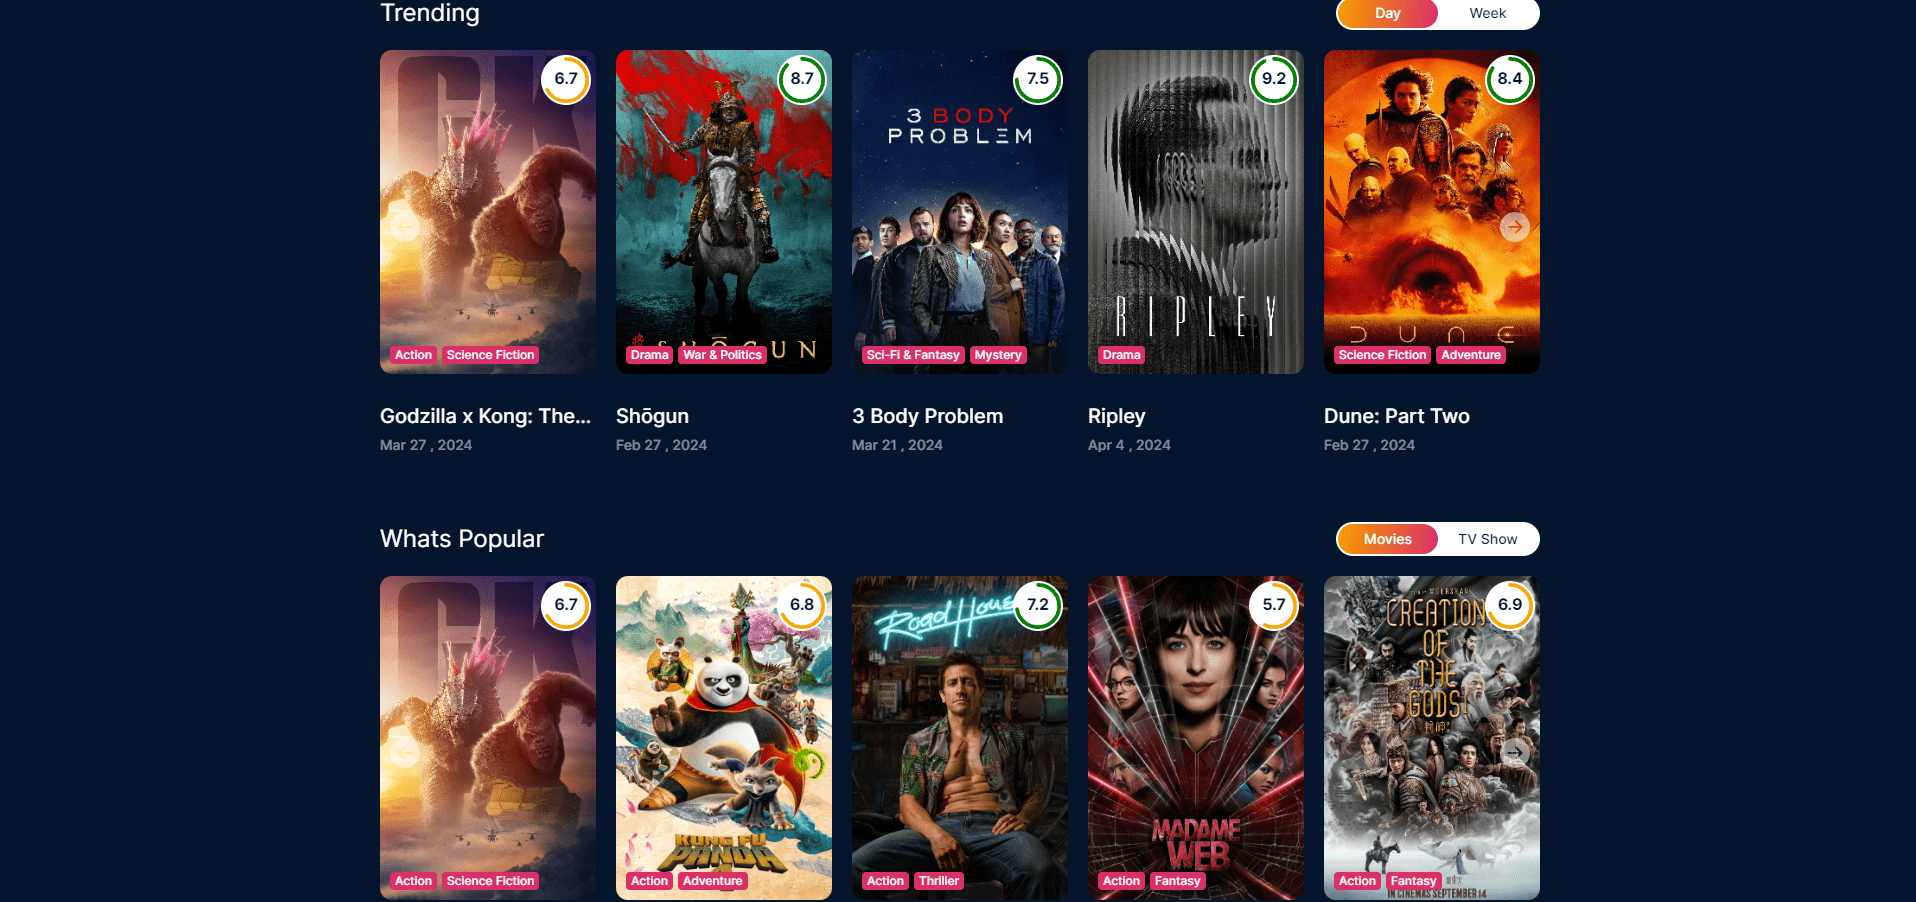 Trending
Day
Week
6.7
8.7
7.5
9.2
8.4
3 BODY
PROBLEM
RIPLEY
SHŌGUN
DUNE
Action
Science Fiction
Drama
War & Politics
Sci-Fi & Fantasy
Mystery
Drama
Science Fiction
Adventure
Godzilla x Kong: The...
Shōgun
3 Body Problem
Ripley
Dune: Part Two
Mar 27 , 2024
Feb 27 , 2024
Mar 21 , 2024
Apr 4 , 2024
Feb 27 , 2024
Whats Popular
Movies
TV Show
6.7
6.8
7.2
5.7
6.9
Road House
CREATION
OF
THE
GODS I
KUNG FU
PANDA
MADAME
WEB
Action
Science Fiction
Action
Adventure
Action
Thriller
Action
Fantasy
Action
Fantasy
IN CINEMAS SEPTEMBER 14